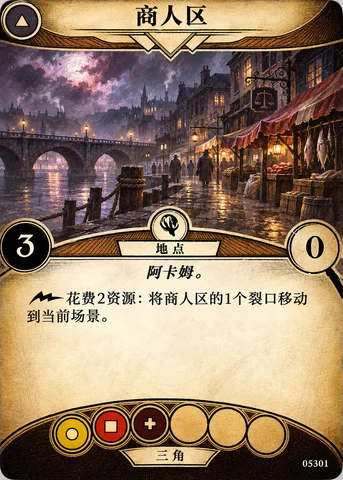 商人区
3
地点
0
阿卡姆。
花费2资源：将商人区的1个裂口移动
到当前场景。
三角
05301